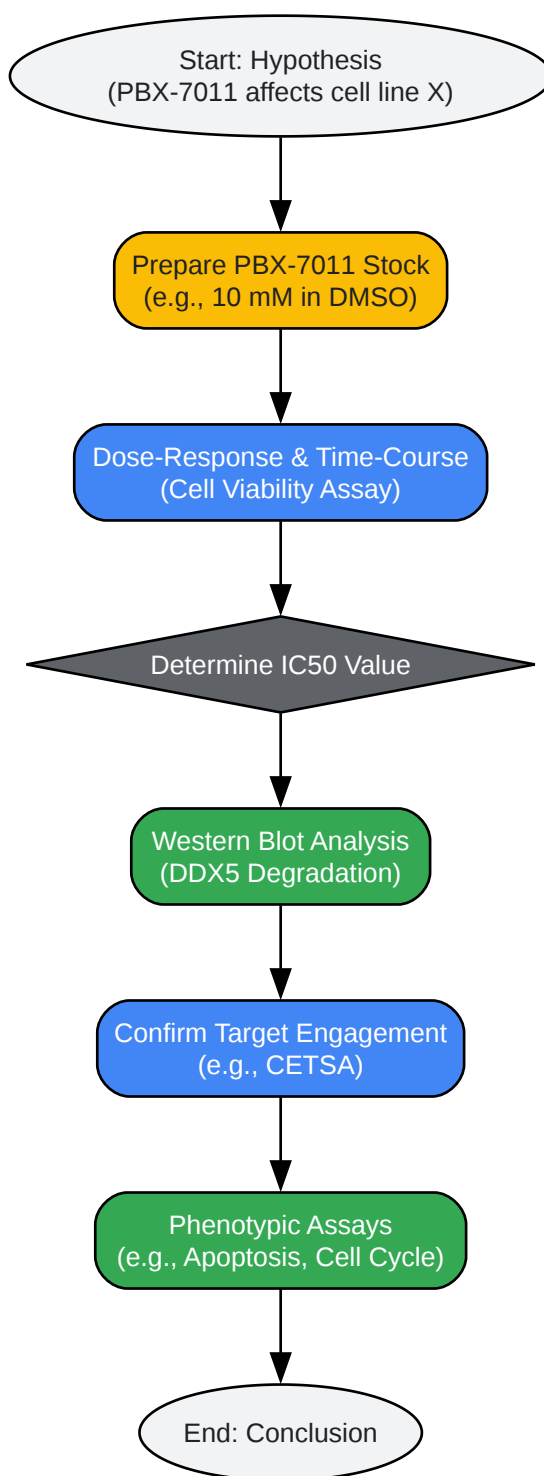 Start: Hypothesis
(PBX-7011 affects cell line X)
Prepare PBX-7011 Stock
(e.g., 10 mM in DMSO)
Dose-Response & Time-Course
(Cell Viability Assay)
Determine IC50 Value
Western Blot Analysis
(DDX5 Degradation)
Confirm Target Engagement
(e.g., CETSA)
Phenotypic Assays
(e.g., Apoptosis, Cell Cycle)
End: Conclusion